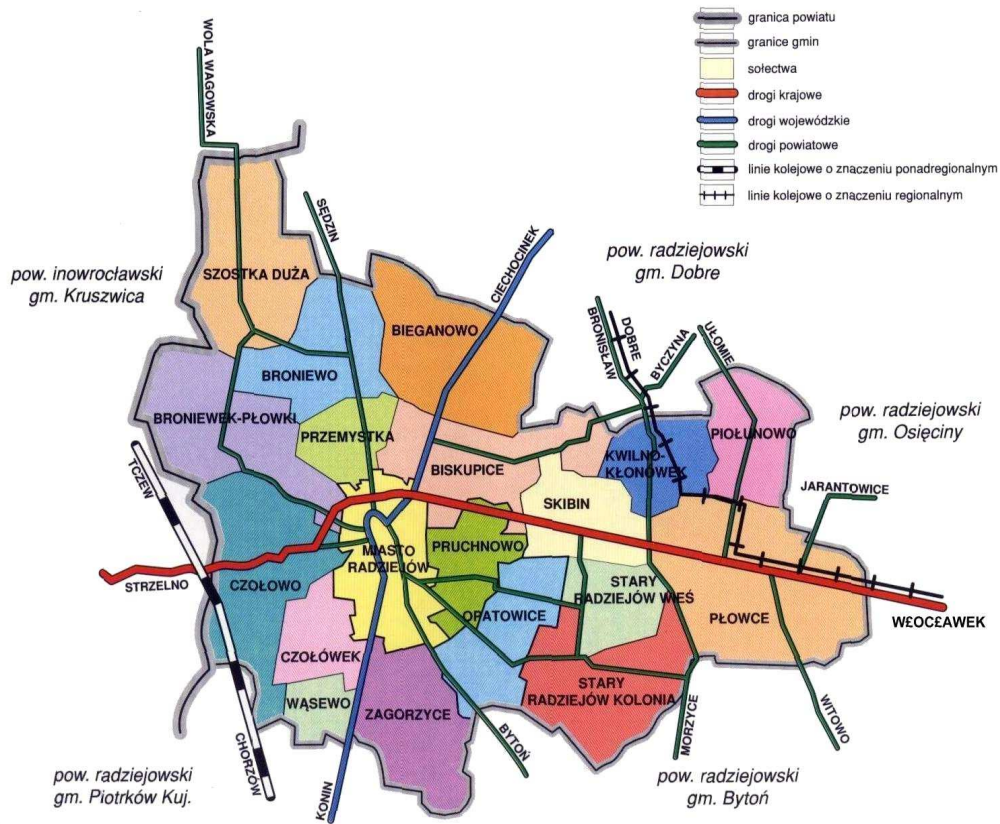 granica powiatu
granice gmin
sołectwa
drogi krajowe
drogi wojewódzkie
drogi powiatowe
linie kolejowe o znaczeniu ponadregionalnym
linie kolejowe o znaczeniu regionalnym
WOLA WAGOWSKA
SĘDZIN
CIECHOCINEK
pow. radziejowski
gm. Dobre
pow. inowrocławski
gm. Kruszwica
SZOSTKA DUŻA
BIEGANOWO
BRONISŁAW
DOBRE
BYCZYNA
UŁOMIE
BRONIEWO
BRONIEWEK-PŁOWKI
PRZEMYSTKA
BISKUPICE
KWILNO-
KŁONÓWEK
PIOŁUNOWO
pow. radziejowski
gm. Osięciny
TCZEW
SKIBIN
JARANTOWICE
MIASTO
RADZIEJÓW
PRUCHNOWO
STRZELNO
CZOŁOWO
STARY
RADZIEJÓW WIEŚ
OPATOWICE
PŁOWCE
W£OC£AWEK
CZOŁÓWEK
WĄSEWO
ZAGORZYCE
STARY
RADZIEJÓW KOLONIA
CHORZÓW
KONIN
BYTOŃ
MORZYCE
WITOWO
pow. radziejowski
gm. Piotrków Kuj.
pow. radziejowski
gm. Bytoń